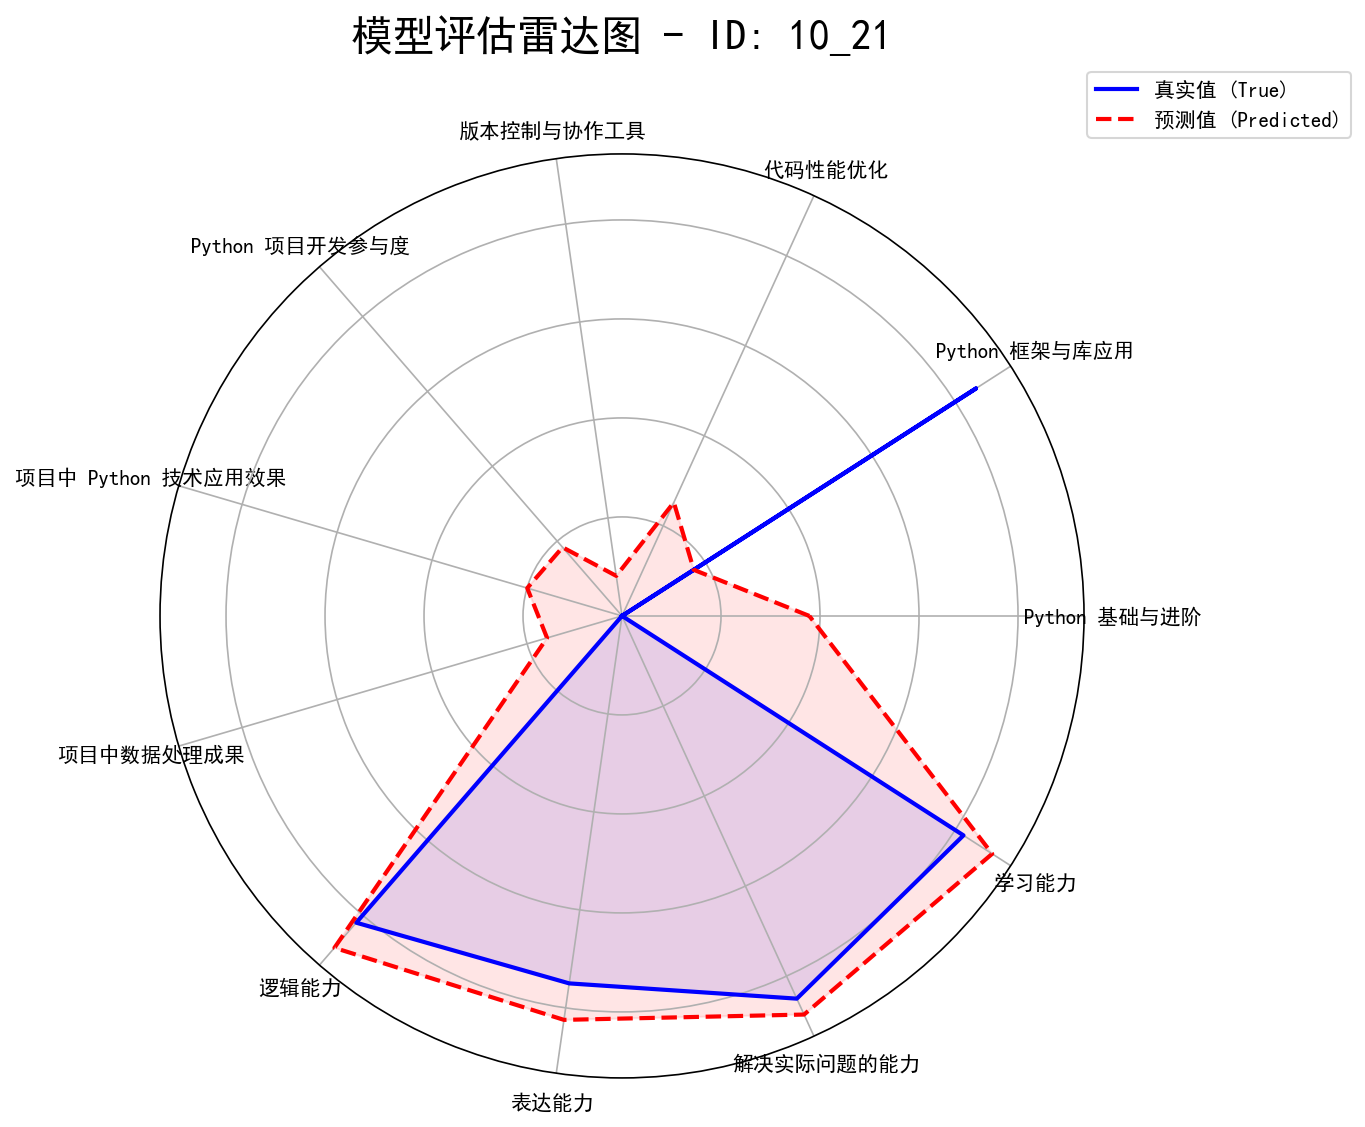 模型评估雷达图 - ID: 10_21
真实值 (True)
预测值 (Predicted)
版本控制与协作工具
代码性能优化
Python 项目开发参与度
Python 框架与库应用
项目中 Python 技术应用效果
Python 基础与进阶
项目中数据处理成果
学习能力
逻辑能力
解决实际问题的能力
表达能力